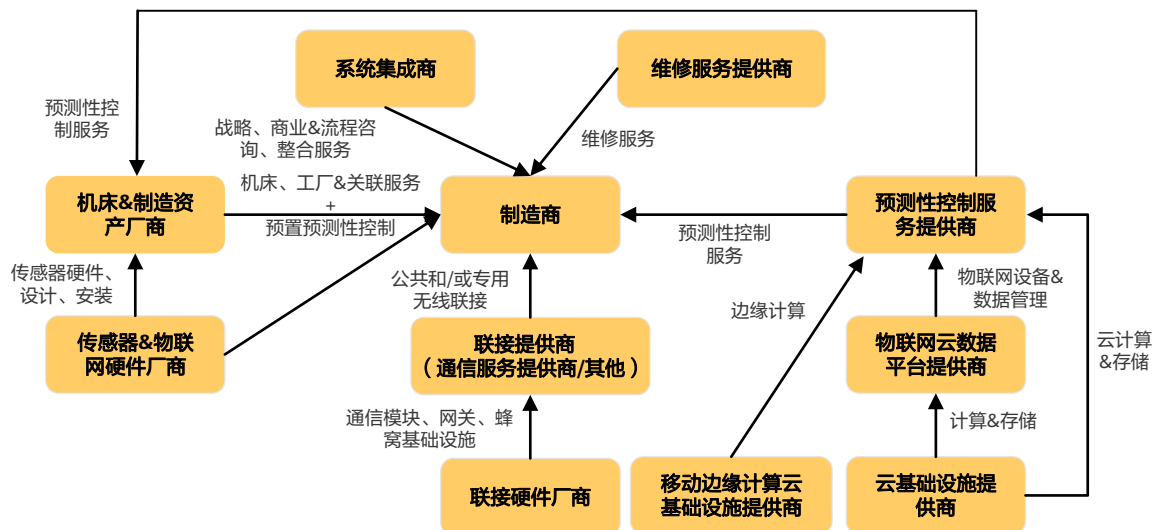 系统集成商
维修服务提供商
预测性控
制服务
战略、商业&流程咨
询、整合服务
维修服务
机床&制造资
产厂商
机床、工厂&关联服务
+
预置预测性控制
制造商
预测性控制服
务提供商
预测性控制
服务
传感器硬件、
设计、安装
公共和/或专用
无线联接
边缘计算
物联网设备&
数据管理
传感器&物联
网硬件厂商
联接提供商
（通信服务提供商/其他）
物联网云数据
平台提供商
云计算
&存储
通信模块、网关、蜂
窝基础设施
计算&存储
联接硬件厂商
移动边缘计算云
基础设施提供商
云基础设施提
供商